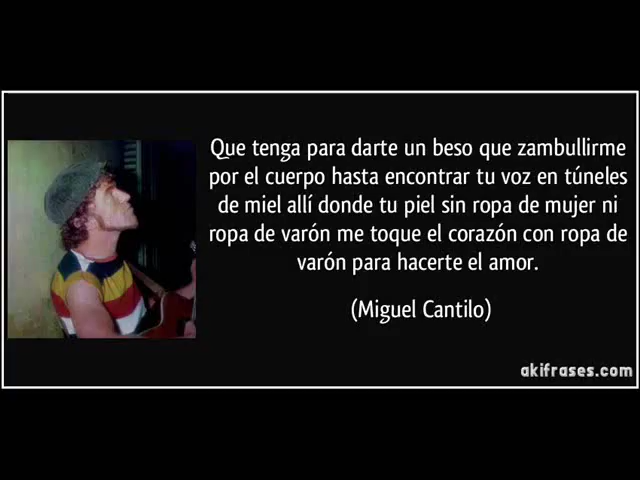 Que tenga para darte un beso que zambullirme
por el cuerpo hasta encontrar tu voz en túneles
de miel allí donde tu piel sin ropa de mujer ni
ropa de varón me toque el corazón con ropa de
varón para hacerte el amor.
(Miguel Cantilo)
akifrases.com